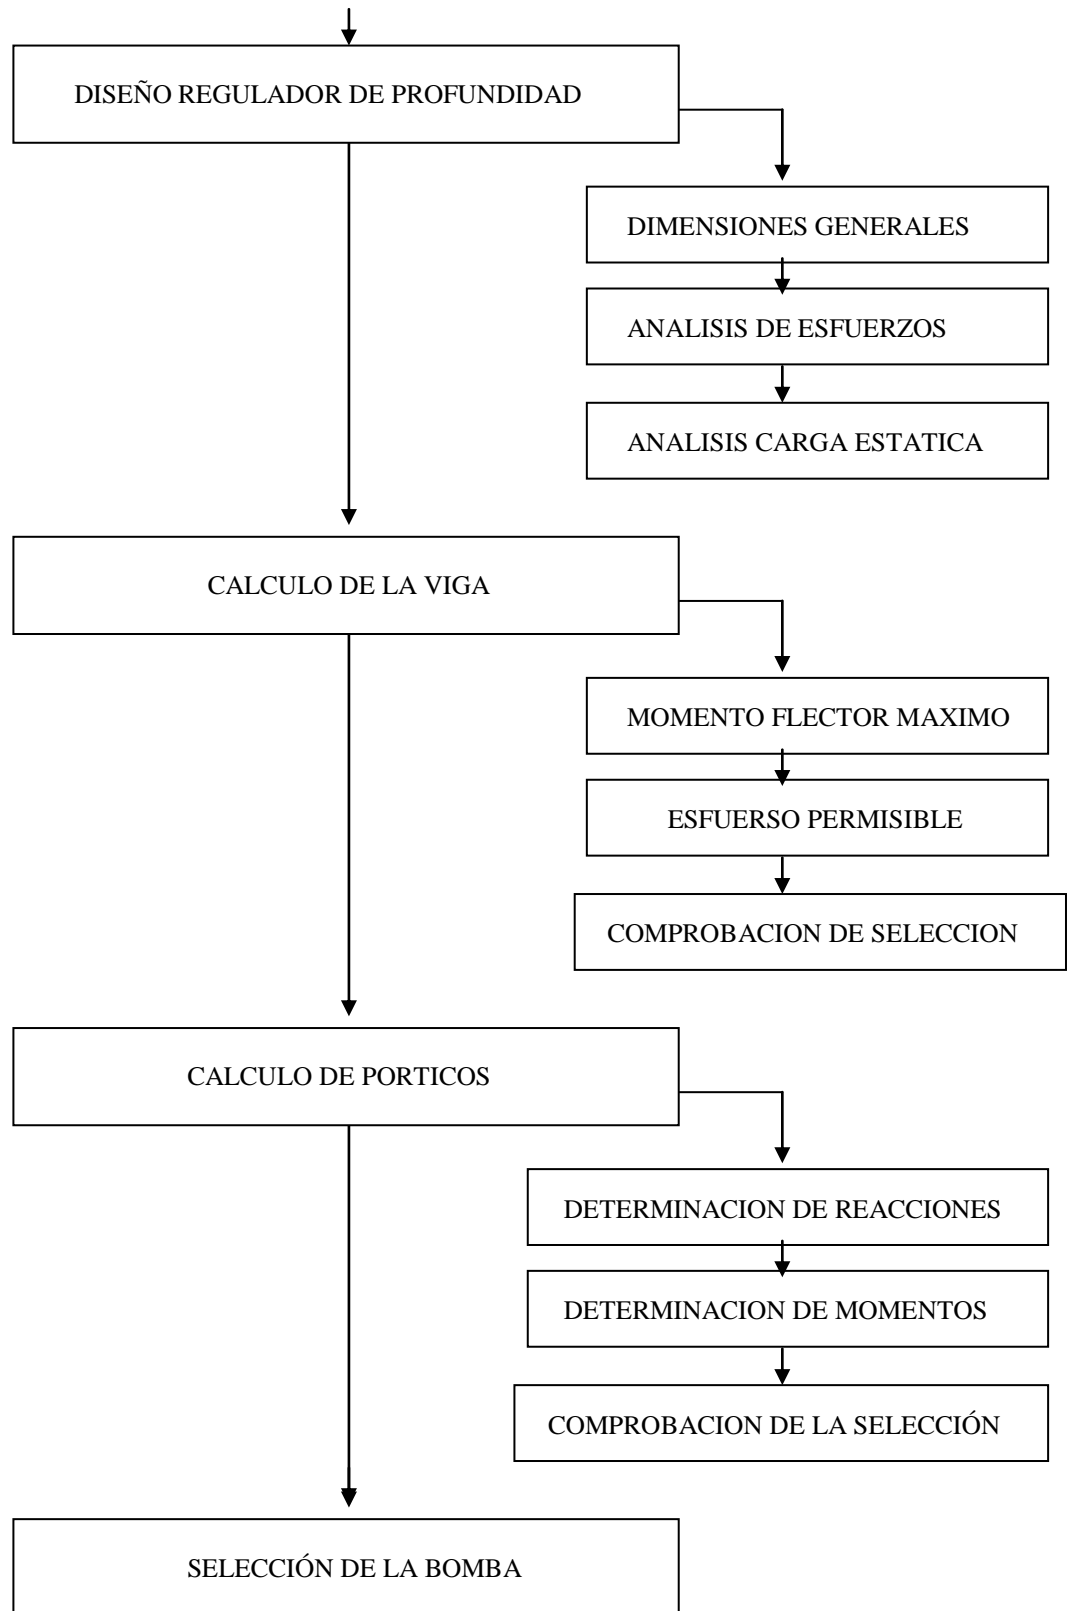 DISEÑO REGULADOR DE PROFUNDIDAD
DIMENSIONES GENERALES
ANALISIS DE ESFUERZOS
ANALISIS CARGA ESTATICA
CALCULO DE LA VIGA
MOMENTO FLECTOR MAXIMO
ESFUERSO PERMISIBLE
COMPROBACION DE SELECCION
CALCULO DE PORTICOS
DETERMINACION DE REACCIONES
DETERMINACION DE MOMENTOS
COMPROBACION DE LA SELECCIÓN
SELECCIÓN DE LA BOMBA